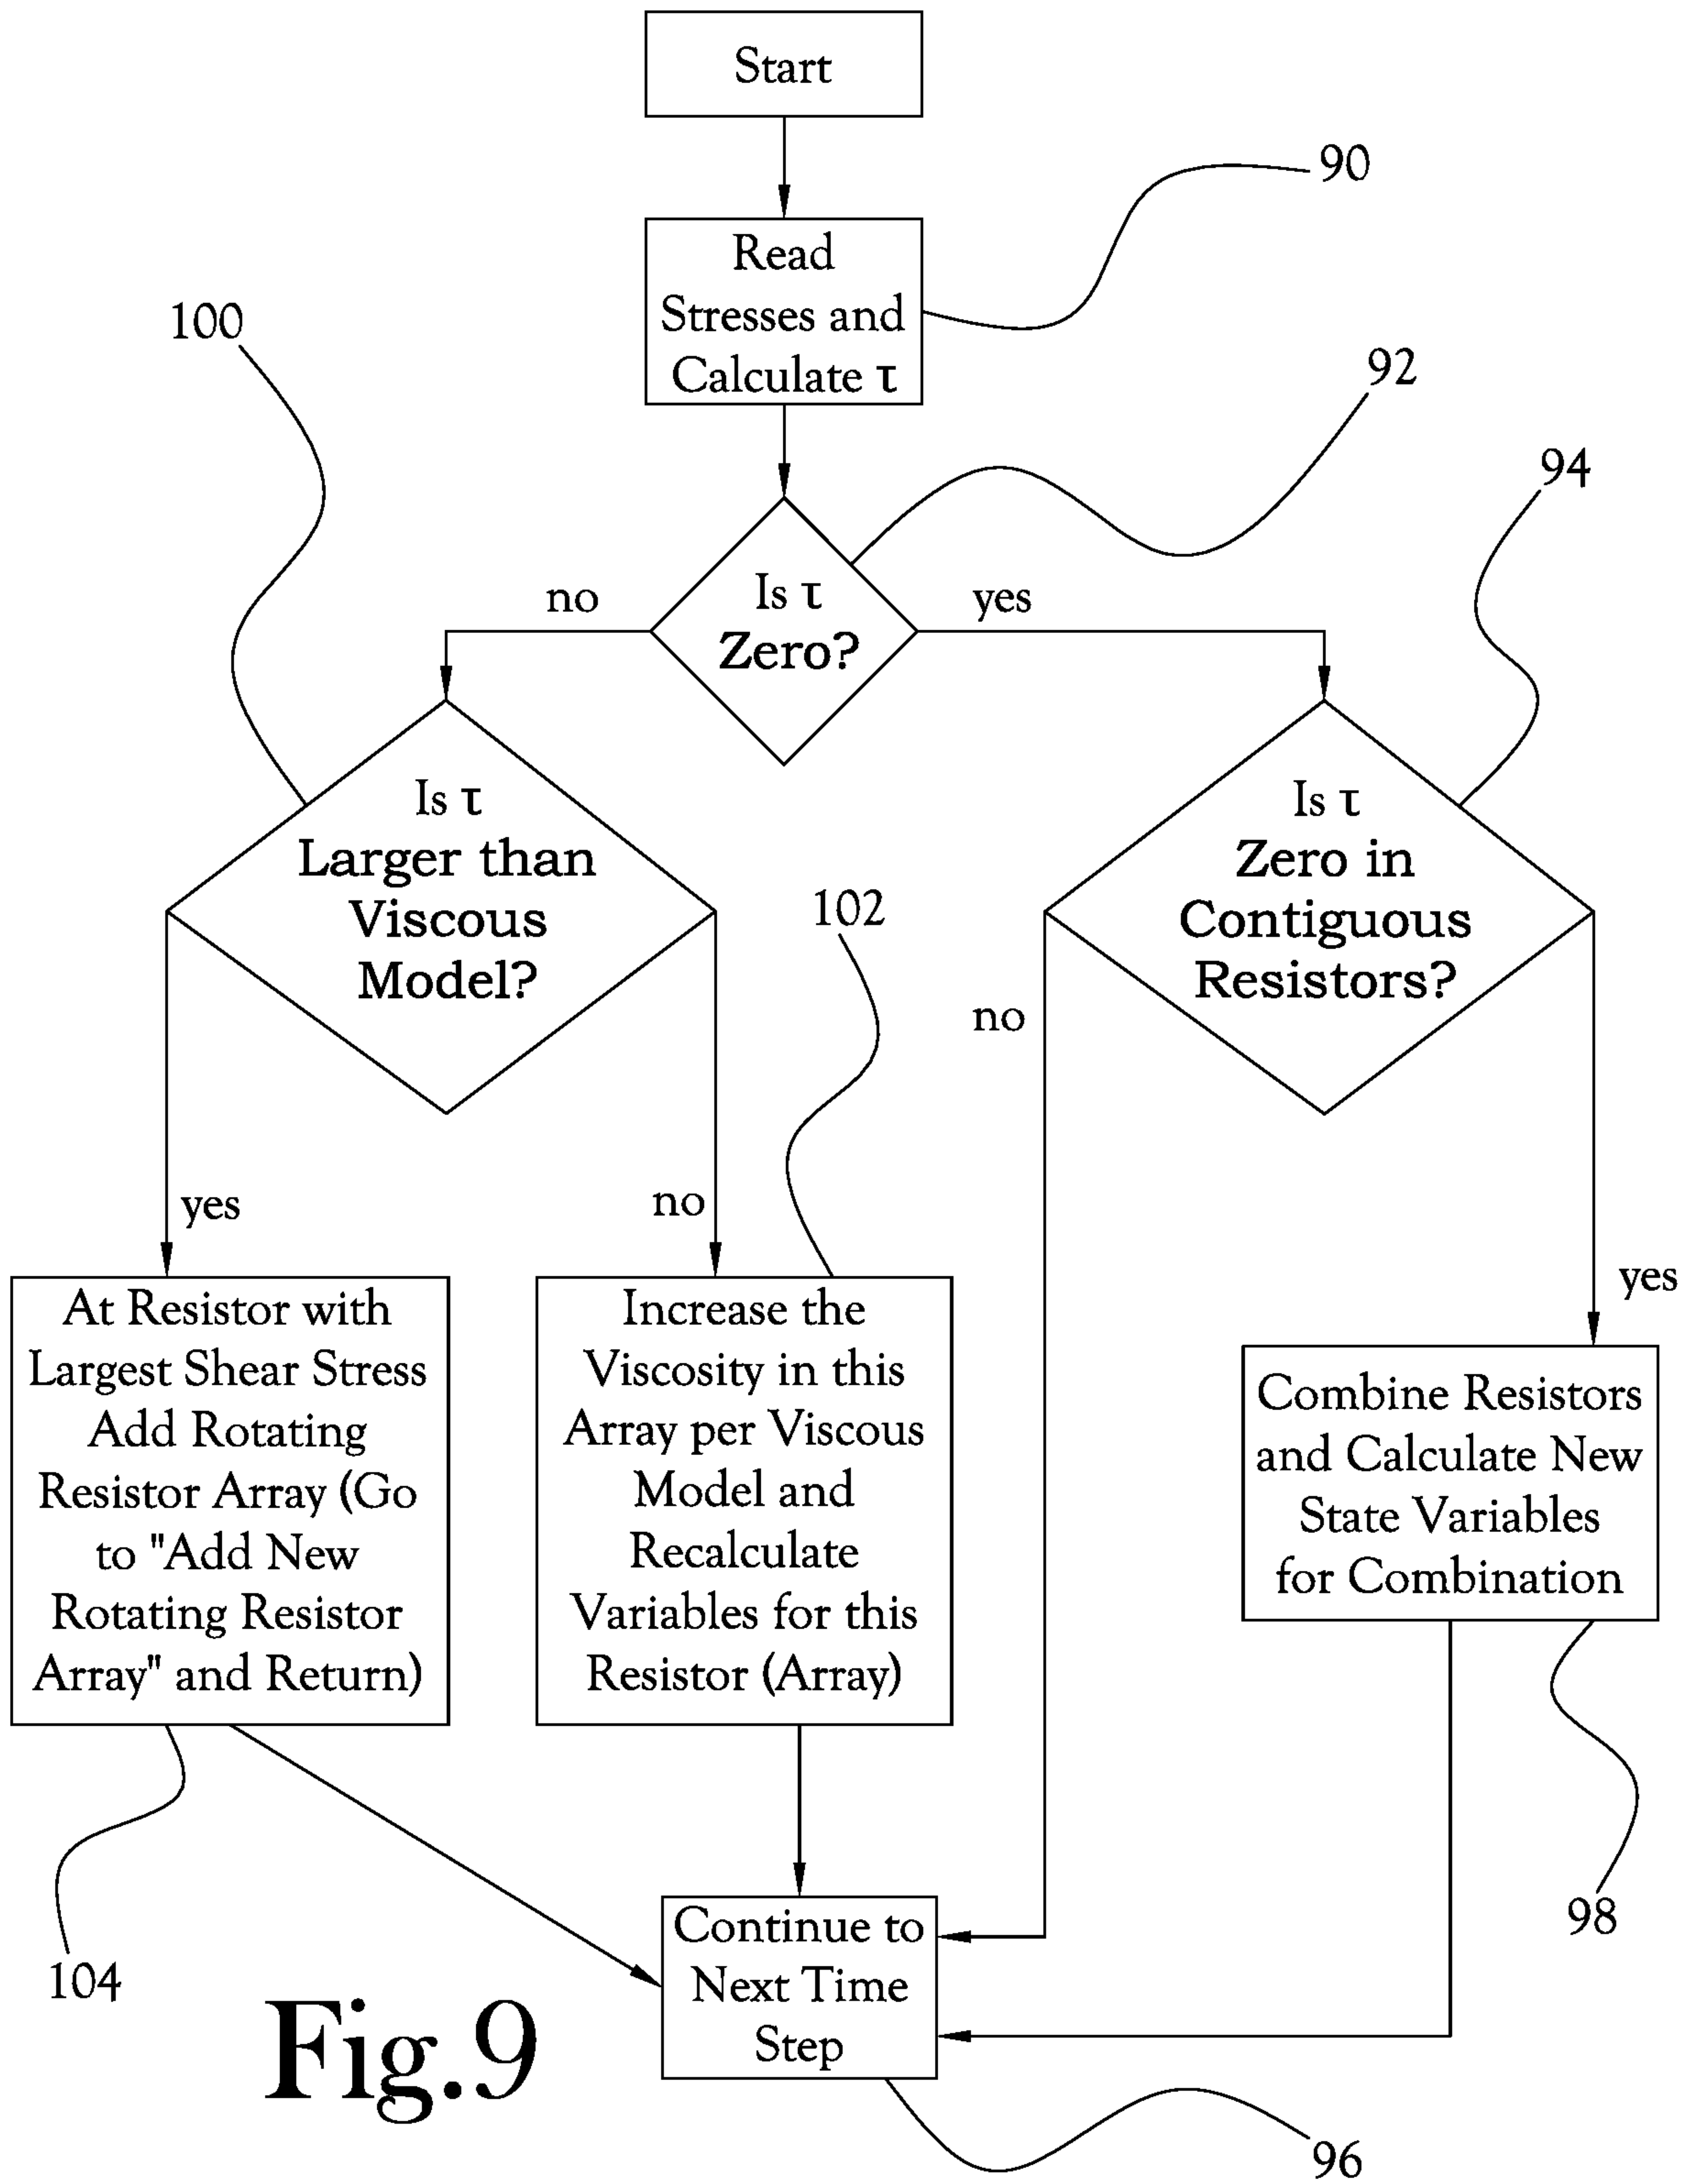 Start
90
Read
Stresses and
Calculate τ
100
92
94
Is τ
Zero?
no
yes
Is τ
Larger than
Viscous
Model?
Is τ
Zero in
Contiguous
Resistors?
102
no
yes
no
yes
At Resistor with
Largest Shear Stress
Add Rotating
Resistor Array (Go
to "Add New
Rotating Resistor
Array" and Return)
Increase the
Viscosity in this
Array per Viscous
Model and
Recalculate
Variables for this
Resistor (Array)
Combine Resistors
and Calculate New
State Variables
for Combination
98
104
Continue to
Next Time
Step
Fig.9
96